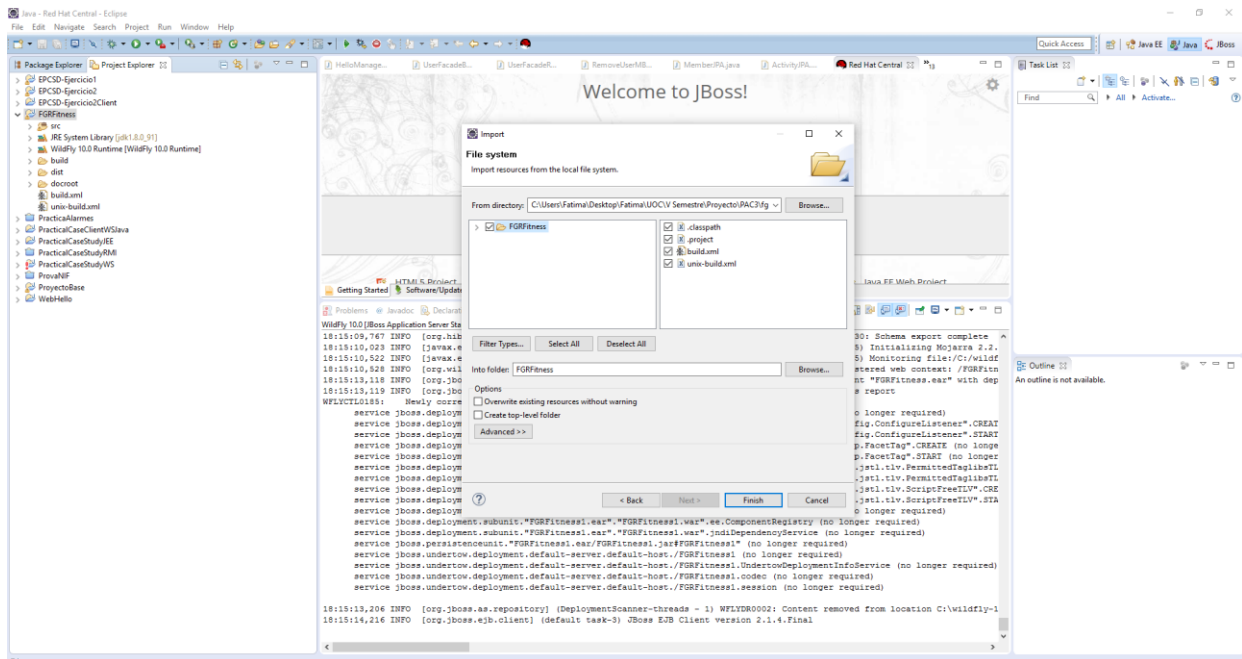 Java - Red Hat Central - Eclipse
File Edit Navigate Search Project Run Window Help
Quick Access
Java EE Java JBoss
Package Explorer Project Explorer
EPCSD-Ejercicio1
EPCSD-Ejercicio2
EPCSD-Ejercicio2Client
FGRFitness
src
JRE System Library [jdk1.8.0_91]
WildFly 10.0 Runtime [WildFly 10.0 Runtime]
build
dist
docroot
build.xml
unix-build.xml
PracticaAlarmes
PracticalCaseClientWSJava
PracticalCaseStudyJEE
PracticalCaseStudyRMI
PracticalCaseStudyWS
ProvaNIF
ProyectoBase
WebHello
HelloManage... UserFacadeB... UserFacadeR... RemoveUserMB... MemberJPA.java ActivityJPA.... Red Hat Central »13
Welcome to JBoss!
HTML5 Project
Java EE Web Project
Getting Started Software/Updat
Import
File system
Import resources from the local file system.
From directory: C:\Users\Fatima\Desktop\Fatima\UOC\V Semestre\Proyecto\PAC3\fg Browse...
FGRFitness
.classpath
.project
build.xml
unix-build.xml
Filter Types... Select All Deselect All
Into folder: FGRFitness Browse...
Options
Overwrite existing resources without warning
Create top-level folder
Advanced >>
< Back Next > Finish Cancel
Problems Javadoc Declarat
WildFly 10.0 [JBoss Application Server Sta
18:15:09,767 INFO [org.hib 30: Schema export complete
18:15:10,023 INFO [javax.e 5) Initializing Mojarra 2.2.
18:15:10,522 INFO [javax.e 5) Monitoring file:/C:/wildf
18:15:10,528 INFO [org.wil stered web context: /FGRFitn
18:15:13,118 INFO [org.jbo nt "FGRFitness.ear" with dep
18:15:13,119 INFO [org.jbo s report
WFLYCTL0185: Newly corre
service jboss.deploym o longer required)
service jboss.deploym fig.ConfigureListener".CREAT
service jboss.deploym fig.ConfigureListener".START
service jboss.deploym p.FacetTag".CREATE (no longe
service jboss.deploym p.FacetTag".START (no longer
service jboss.deploym .jstl.tlv.PermittedTaglibsTL
service jboss.deploym .jstl.tlv.PermittedTaglibsTL
service jboss.deploym .jstl.tlv.ScriptFreeTLV".CRE
service jboss.deploym .jstl.tlv.ScriptFreeTLV".STA
service jboss.deploym o longer required)
service jboss.deployment.subunit."FGRFitness1.ear"."FGRFitness1.war".ee.ComponentRegistry (no longer required)
service jboss.deployment.subunit."FGRFitness1.ear"."FGRFitness1.war".jndiDependencyService (no longer required)
service jboss.persistenceunit."FGRFitness1.ear/FGRFitness1.jar#FGRFitness1" (no longer required)
service jboss.undertow.deployment.default-server.default-host./FGRFitness1 (no longer required)
service jboss.undertow.deployment.default-server.default-host./FGRFitness1.UndertowDeploymentInfoService (no longer required)
service jboss.undertow.deployment.default-server.default-host./FGRFitness1.codec (no longer required)
service jboss.undertow.deployment.default-server.default-host./FGRFitness1.session (no longer required)
18:15:13,206 INFO [org.jboss.as.repository] (DeploymentScanner-threads - 1) WFLYDR0002: Content removed from location C:\wildfly-1
18:15:14,216 INFO [org.jboss.ejb.client] (default task-3) JBoss EJB Client version 2.1.4.Final
Task List
Find All Activate...
Outline
An outline is not available.